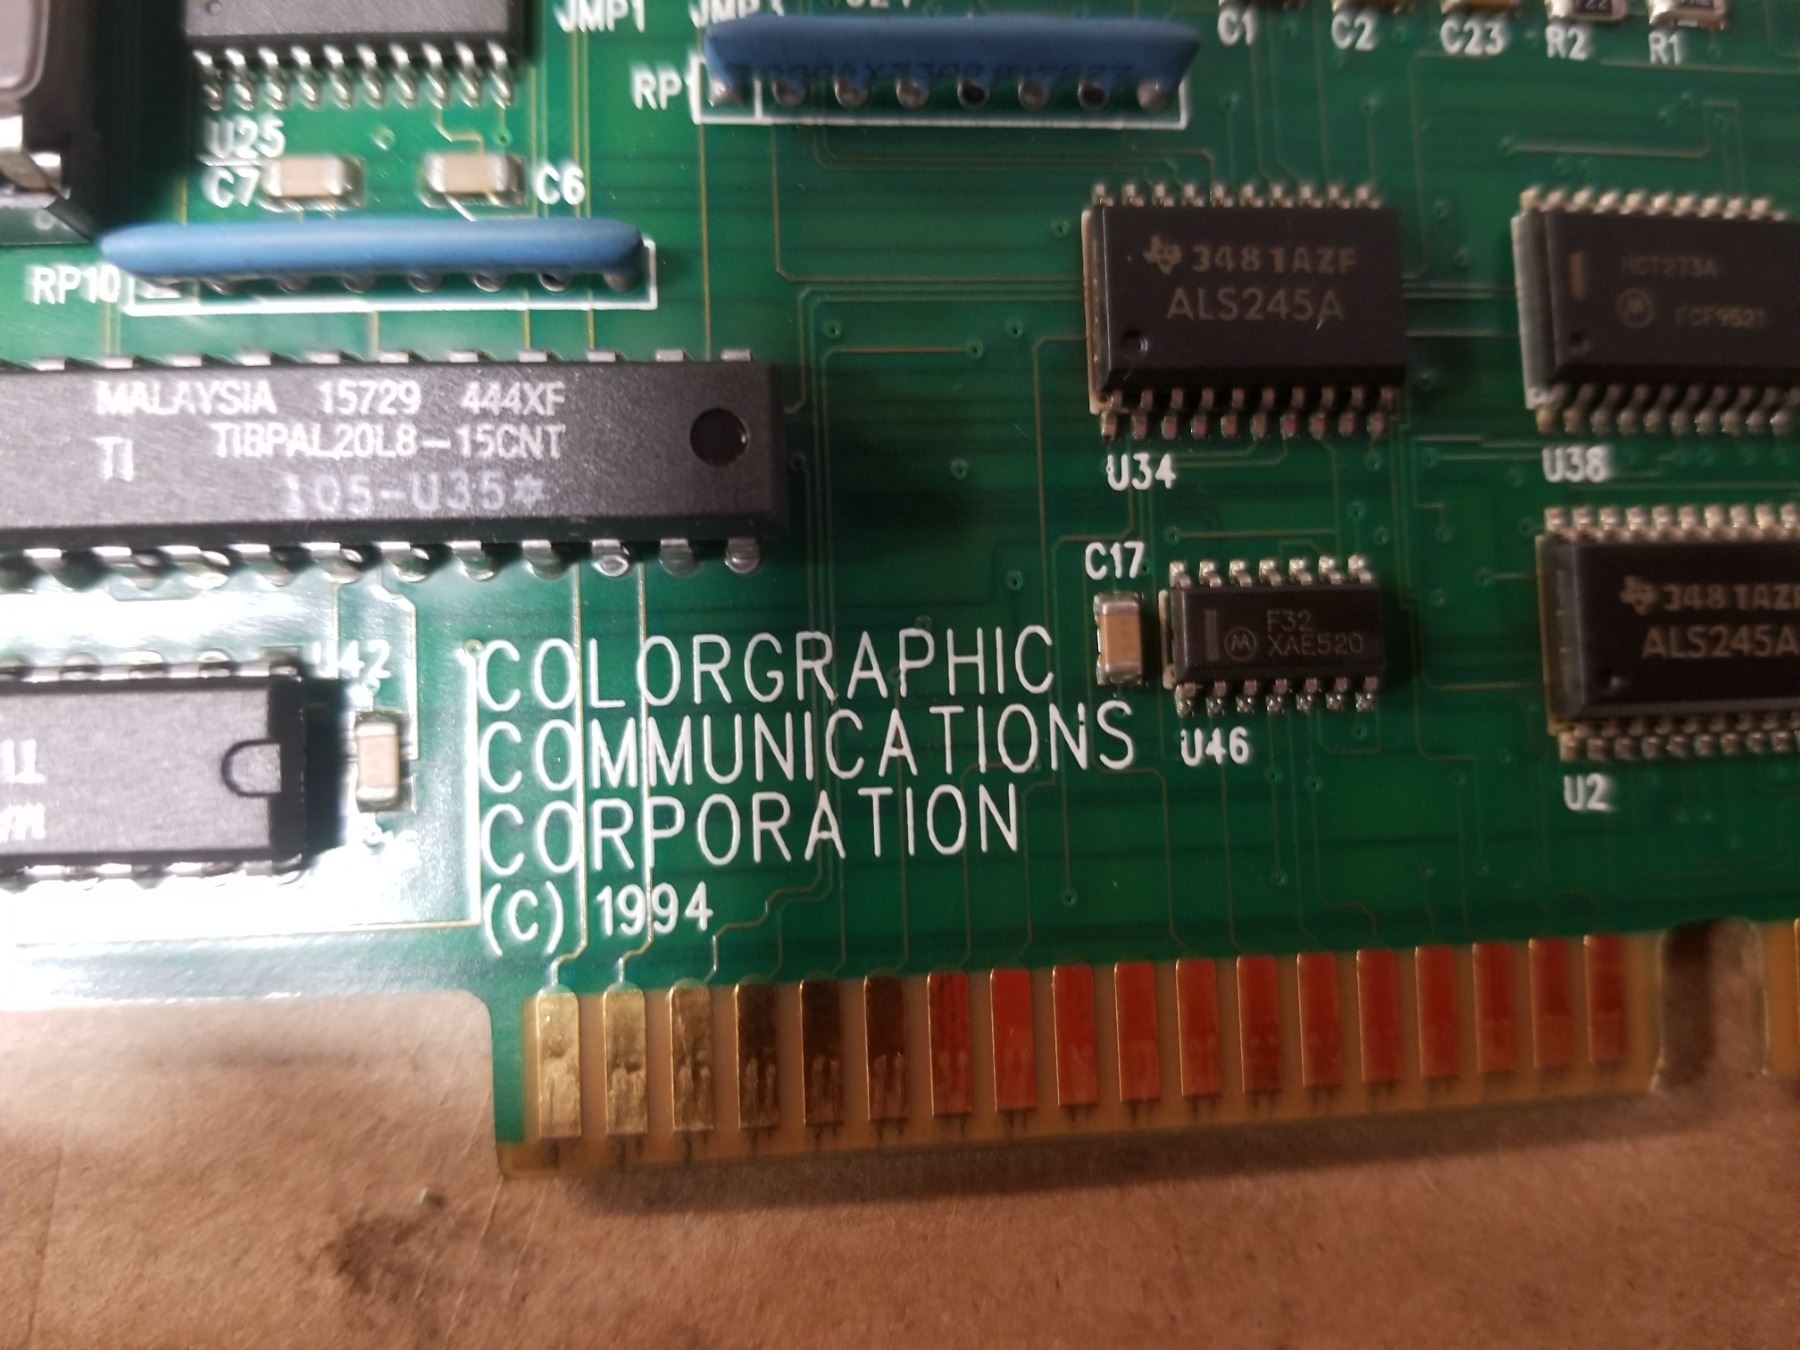 JMP1
C1
C2
C23
R2
R1
U25
C7
C6
RP10
3481AZF
ALS245A
HCT273A
MALAYSIA 15729 444XF
TI TIBPAL20L8-15CNT
105-U35*
U34
U38
C17
F32
XAE520
U46
3481AZF
ALS245A
U2
U42
COLORGRAPHIC
COMMUNICATIONS
CORPORATION
(C) 1994